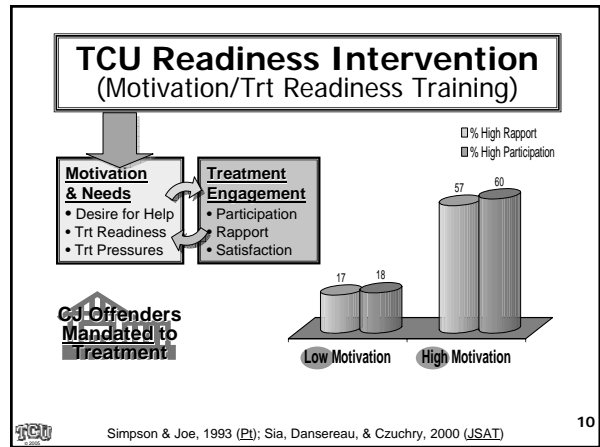 TCU Readiness Intervention
(Motivation/Trt Readiness Training)
% High Rapport
% High Participation
Motivation
& Needs
• Desire for Help
• Trt Readiness
• Trt Pressures
Treatment
Engagement
• Participation
• Rapport
• Satisfaction
57
60
17
18
CJ Offenders
Mandated to
Treatment
Low Motivation
High Motivation
TCU
© 2005
Simpson & Joe, 1993 (Pt); Sia, Dansereau, & Czuchry, 2000 (JSAT)
10